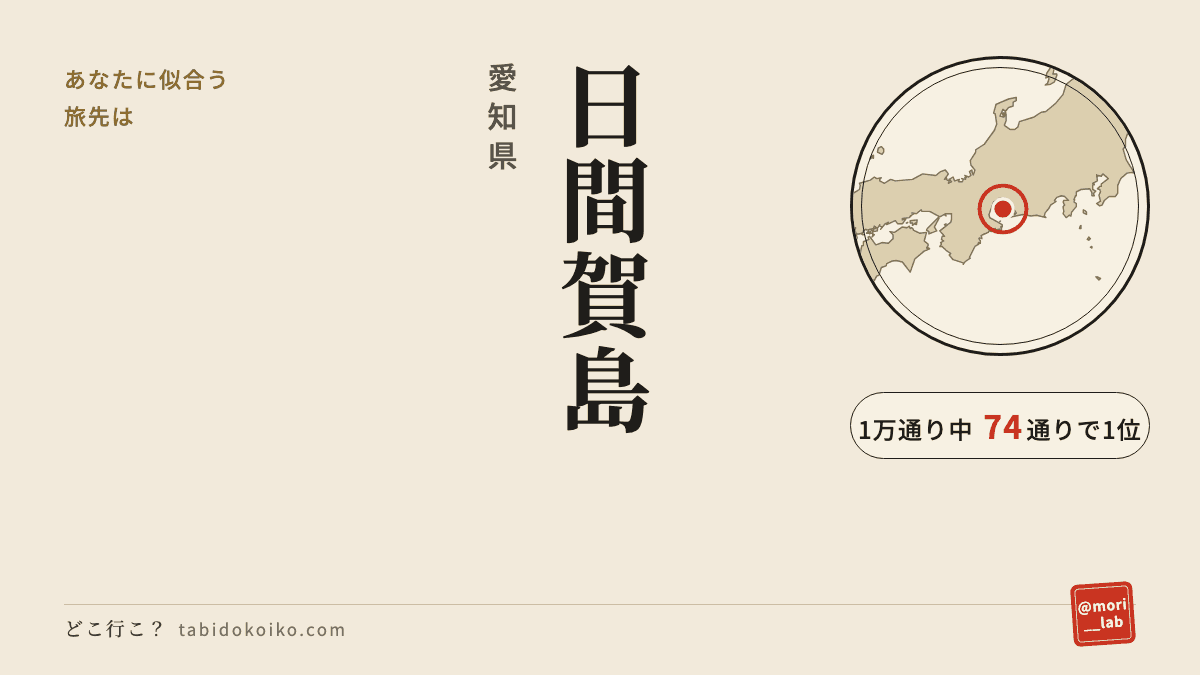 あなたに似合う
旅先は
日間賀島
愛知県
1万通り中 74通りで1位
どこ行こ？ tabidokoiko.com
@mori
__lab